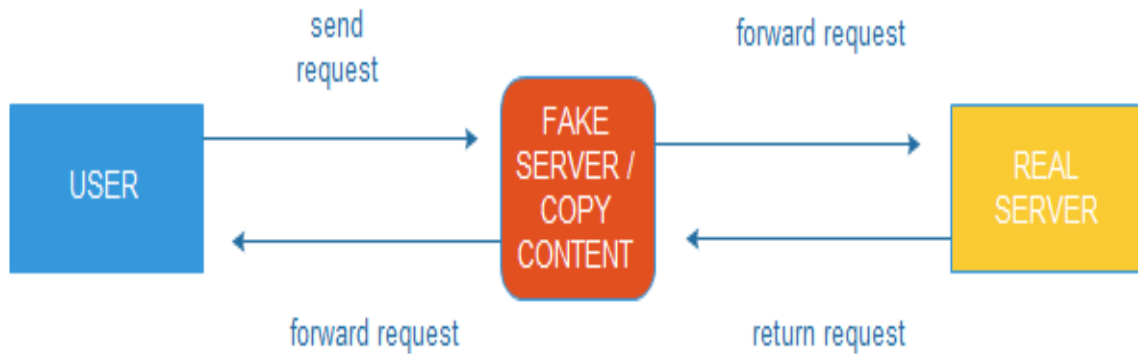 send
request
forward request
USER
FAKE
SERVER /
COPY
CONTENT
REAL
SERVER
forward request
return request